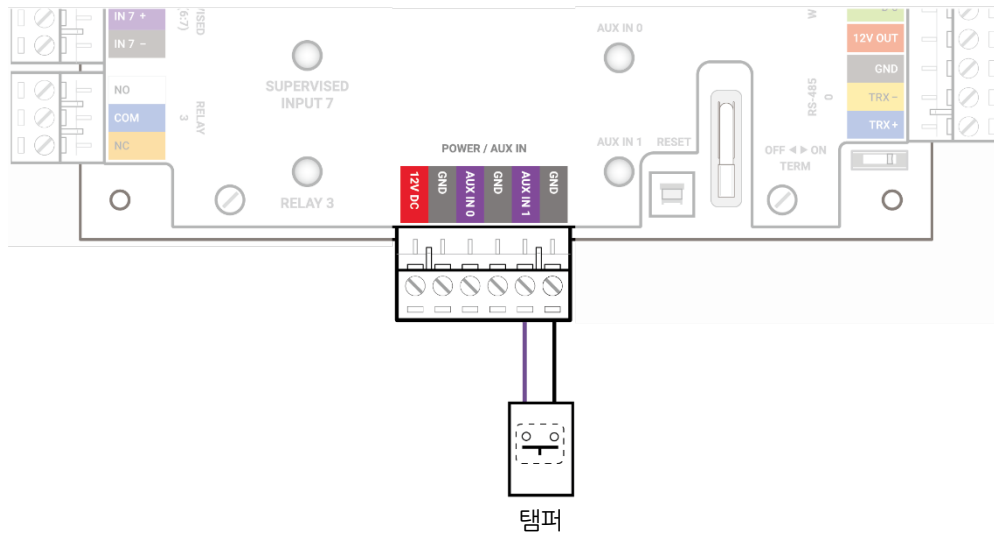 IN 7 +
IN 7 −
NO
COM
NC
RELAY
3
SUPERVISED
INPUT 7
RELAY 3
POWER / AUX IN
12V DC
GND
AUX IN 0
GND
AUX IN 1
GND
AUX IN 0
AUX IN 1
RESET
OFF ◀ ▶ ON
TERM
RS-485
0
12V OUT
GND
TRX −
TRX +
탬퍼